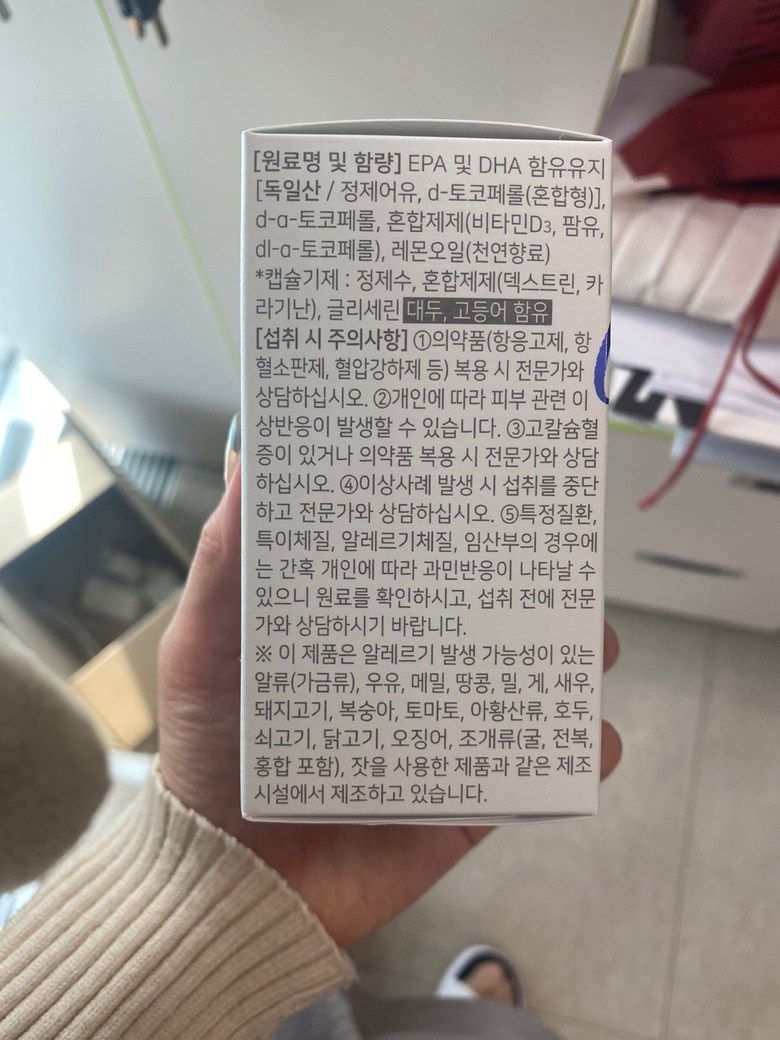 [원료명 및 함량] EPA 및 DHA 함유유지
[독일산 / 정제어유, d-토코페롤(혼합형)],
d-α-토코페롤, 혼합제제(비타민D₃, 팜유,
dl-α-토코페롤), 레몬오일(천연향료)
*캡슐기제 : 정제수, 혼합제제(덱스트린, 카
라기난), 글리세린 대두, 고등어 함유
[섭취 시 주의사항] ①의약품(항응고제, 항
혈소판제, 혈압강하제 등) 복용 시 전문가와
상담하십시오. ②개인에 따라 피부 관련 이
상반응이 발생할 수 있습니다. ③고칼슘혈
증이 있거나 의약품 복용 시 전문가와 상담
하십시오. ④이상사례 발생 시 섭취를 중단
하고 전문가와 상담하십시오. ⑤특정질환,
특이체질, 알레르기체질, 임산부의 경우에
는 간혹 개인에 따라 과민반응이 나타날 수
있으니 원료를 확인하시고, 섭취 전에 전문
가와 상담하시기 바랍니다.
※ 이 제품은 알레르기 발생 가능성이 있는
알류(가금류), 우유, 메밀, 땅콩, 밀, 게, 새우,
돼지고기, 복숭아, 토마토, 아황산류, 호두,
쇠고기, 닭고기, 오징어, 조개류(굴, 전복,
홍합 포함), 잣을 사용한 제품과 같은 제조
시설에서 제조하고 있습니다.